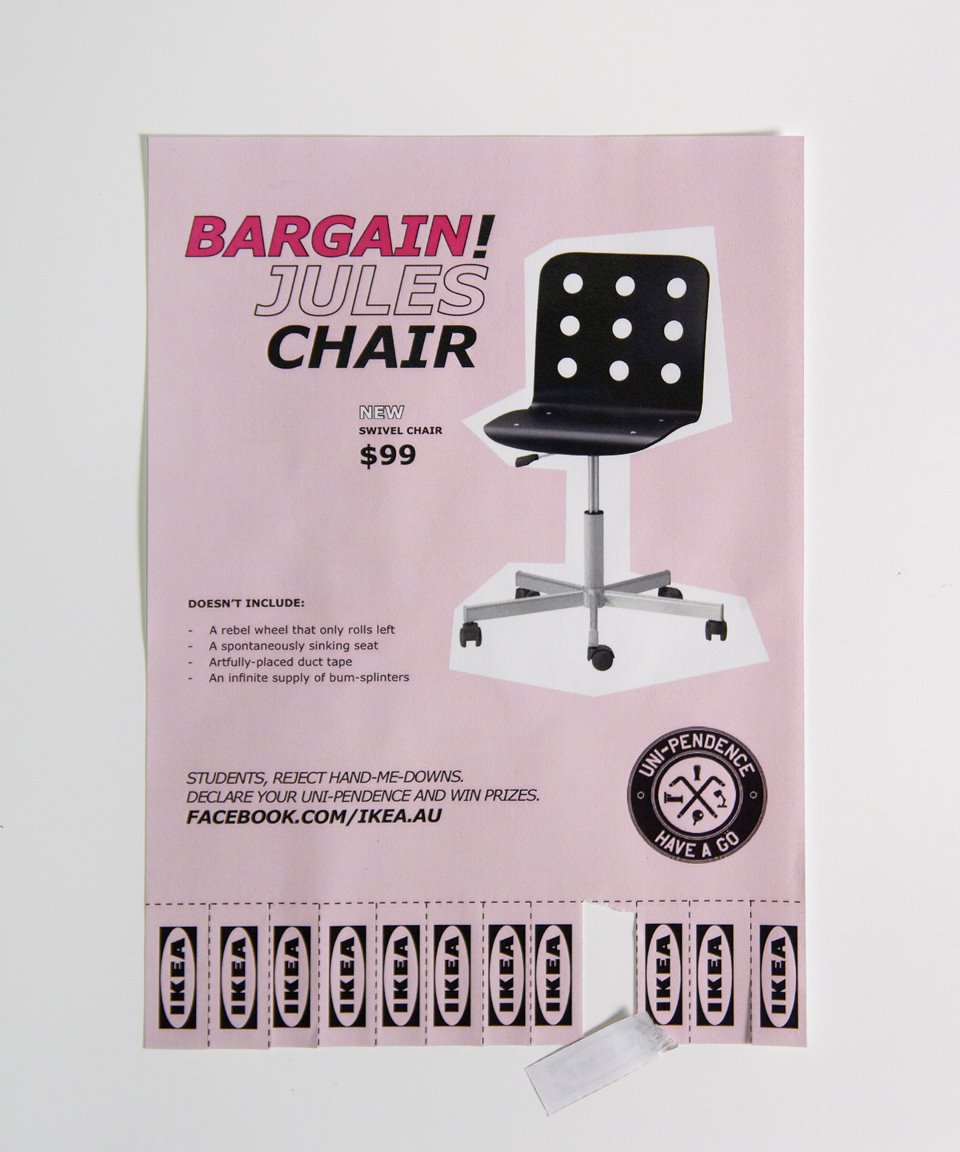 BARGAIN!
JULES
CHAIR
NEW
SWIVEL CHAIR
$99
DOESN'T INCLUDE:
- A rebel wheel that only rolls left
- A spontaneously sinking seat
- Artfully-placed duct tape
- An infinite supply of bum-splinters
STUDENTS, REJECT HAND-ME-DOWNS.
DECLARE YOUR UNI-PENDENCE AND WIN PRIZES.
FACEBOOK.COM/IKEA.AU
UNI-PENDENCE
HAVE A GO
IKEA
IKEA
IKEA
IKEA
IKEA
IKEA
IKEA
IKEA
IKEA
IKEA
IKEA